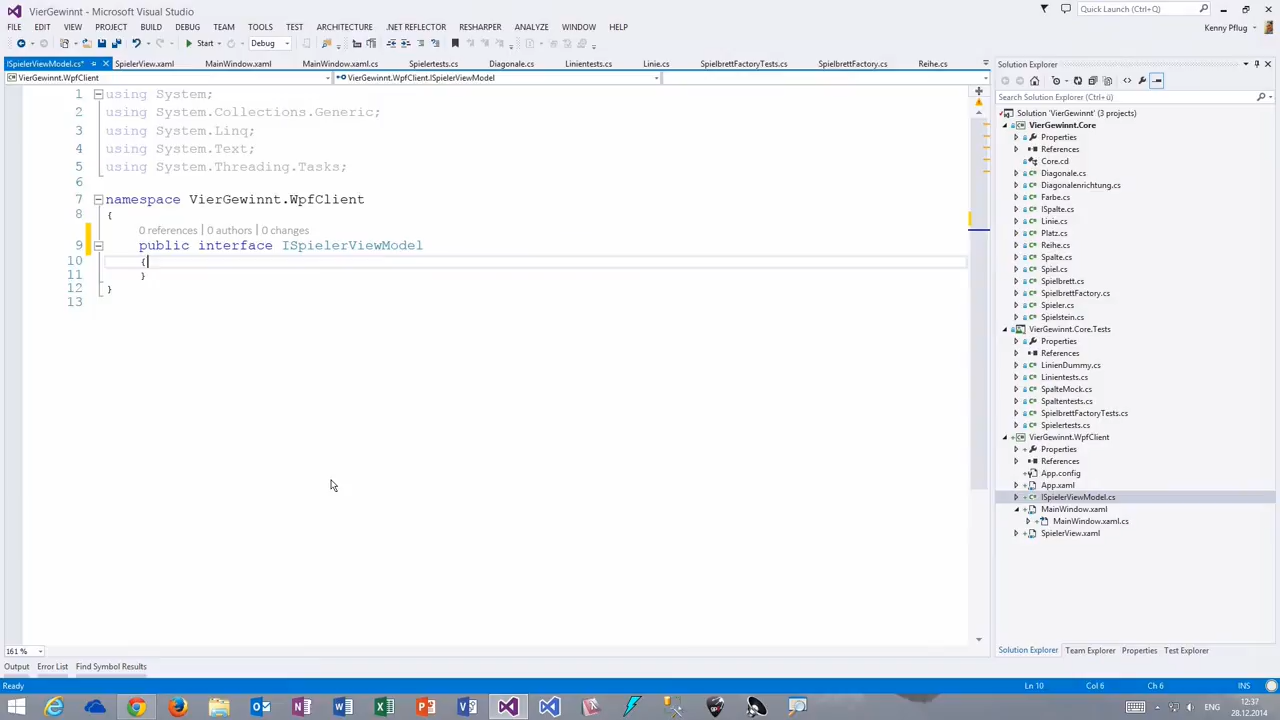 VierGewinnt - Microsoft Visual Studio
Quick Launch (Ctrl+Q)
FILE EDIT VIEW PROJECT BUILD DEBUG TEAM TOOLS TEST ARCHITECTURE .NET REFLECTOR RESHARPER ANALYZE WINDOW HELP
Kenny Pflug
Start Debug
ISpielerViewModel.cs* SpielerView.xaml MainWindow.xaml MainWindow.xaml.cs Spielertests.cs Diagonale.cs Linientests.cs Linie.cs SpielbrettFactoryTests.cs SpielbrettFactory.cs Reihe.cs
VierGewinnt.WpfClient VierGewinnt.WpfClient.ISpielerViewModel
1 using System;
2 using System.Collections.Generic;
3 using System.Linq;
4 using System.Text;
5 using System.Threading.Tasks;
6
7 namespace VierGewinnt.WpfClient
8 {
0 references | 0 authors | 0 changes
9 public interface ISpielerViewModel
10 {
11 }
12 }
13
161 %
Output Error List Find Symbol Results
Ready
Ln 10 Col 6 Ch 6 INS
Solution Explorer
Search Solution Explorer (Ctrl+ü)
Solution 'VierGewinnt' (3 projects)
VierGewinnt.Core
Properties
References
Core.cd
Diagonale.cs
Diagonalenrichtung.cs
Farbe.cs
ISpalte.cs
Linie.cs
Platz.cs
Reihe.cs
Spalte.cs
Spiel.cs
Spielbrett.cs
SpielbrettFactory.cs
Spieler.cs
Spielstein.cs
VierGewinnt.Core.Tests
Properties
References
LinienDummy.cs
Linientests.cs
SpalteMock.cs
Spaltentests.cs
SpielbrettFactoryTests.cs
Spielertests.cs
VierGewinnt.WpfClient
Properties
References
App.config
App.xaml
ISpielerViewModel.cs
MainWindow.xaml
MainWindow.xaml.cs
SpielerView.xaml
Solution Explorer Team Explorer Properties Test Explorer
12:37
28.12.2014